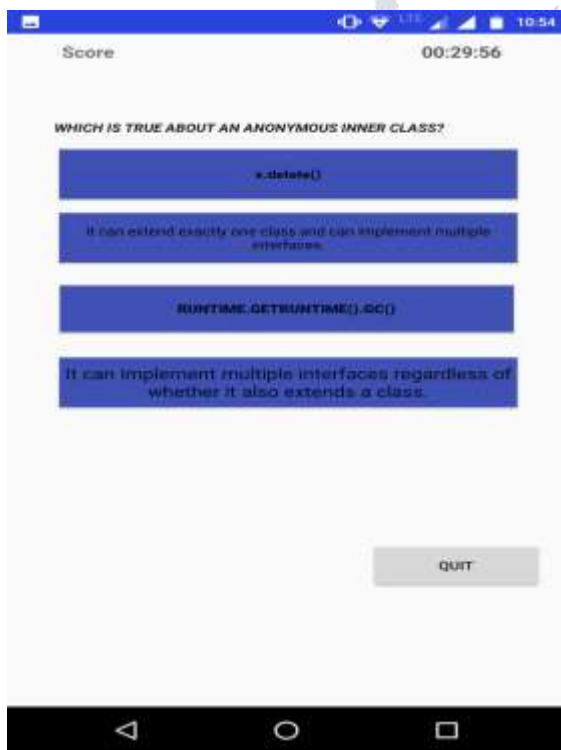 LTE 10:54
Score 00:29:56
WHICH IS TRUE ABOUT AN ANONYMOUS INNER CLASS?
x.delete()
It can extend exactly one class and can implement multiple
interfaces.
RUNTIME.GETRUNTIME().GC()
It can implement multiple interfaces regardless of
whether it also extends a class.
QUIT